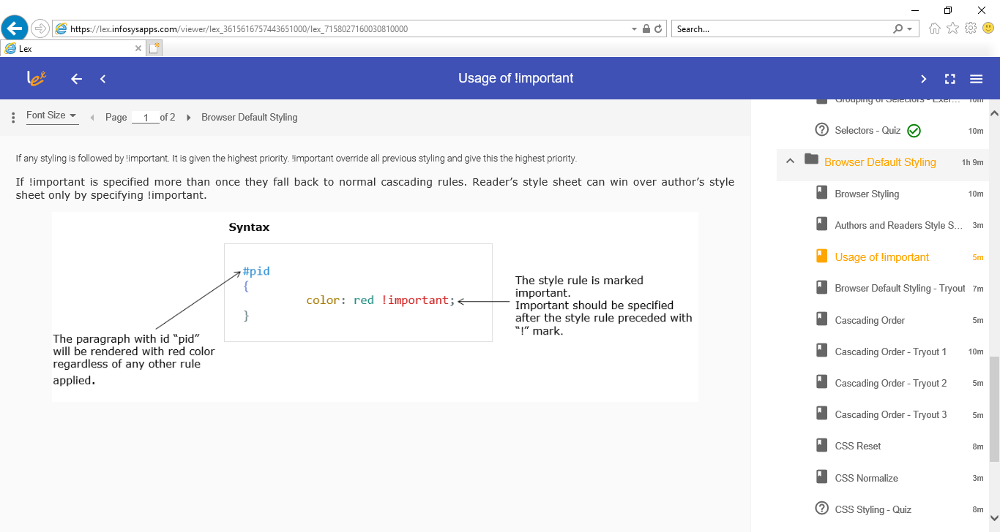 https://lex.infosysapps.com/viewer/lex_3615616757443651000/lex_7158027160030810000
Search...
Lex
lex
Usage of !important
Font Size
Page 1 of 2
Browser Default Styling
If any styling is followed by !important. It is given the highest priority. !important override all previous styling and give this the highest priority.
If !important is specified more than once they fall back to normal cascading rules. Reader’s style sheet can win over author’s style
sheet only by specifying !important.
Syntax
#pid
{
color: red !important;
}
The paragraph with id “pid”
will be rendered with red color
regardless of any other rule
applied.
The style rule is marked
important.
Important should be specified
after the style rule preceded with
“!” mark.
Grouping of Selectors - Exer... 10m
Selectors - Quiz 10m
Browser Default Styling 1h 9m
Browser Styling 10m
Authors and Readers Style S... 3m
Usage of !important 5m
Browser Default Styling - Tryout 7m
Cascading Order 5m
Cascading Order - Tryout 1 10m
Cascading Order - Tryout 2 5m
Cascading Order - Tryout 3 5m
CSS Reset 8m
CSS Normalize 3m
CSS Styling - Quiz 8m